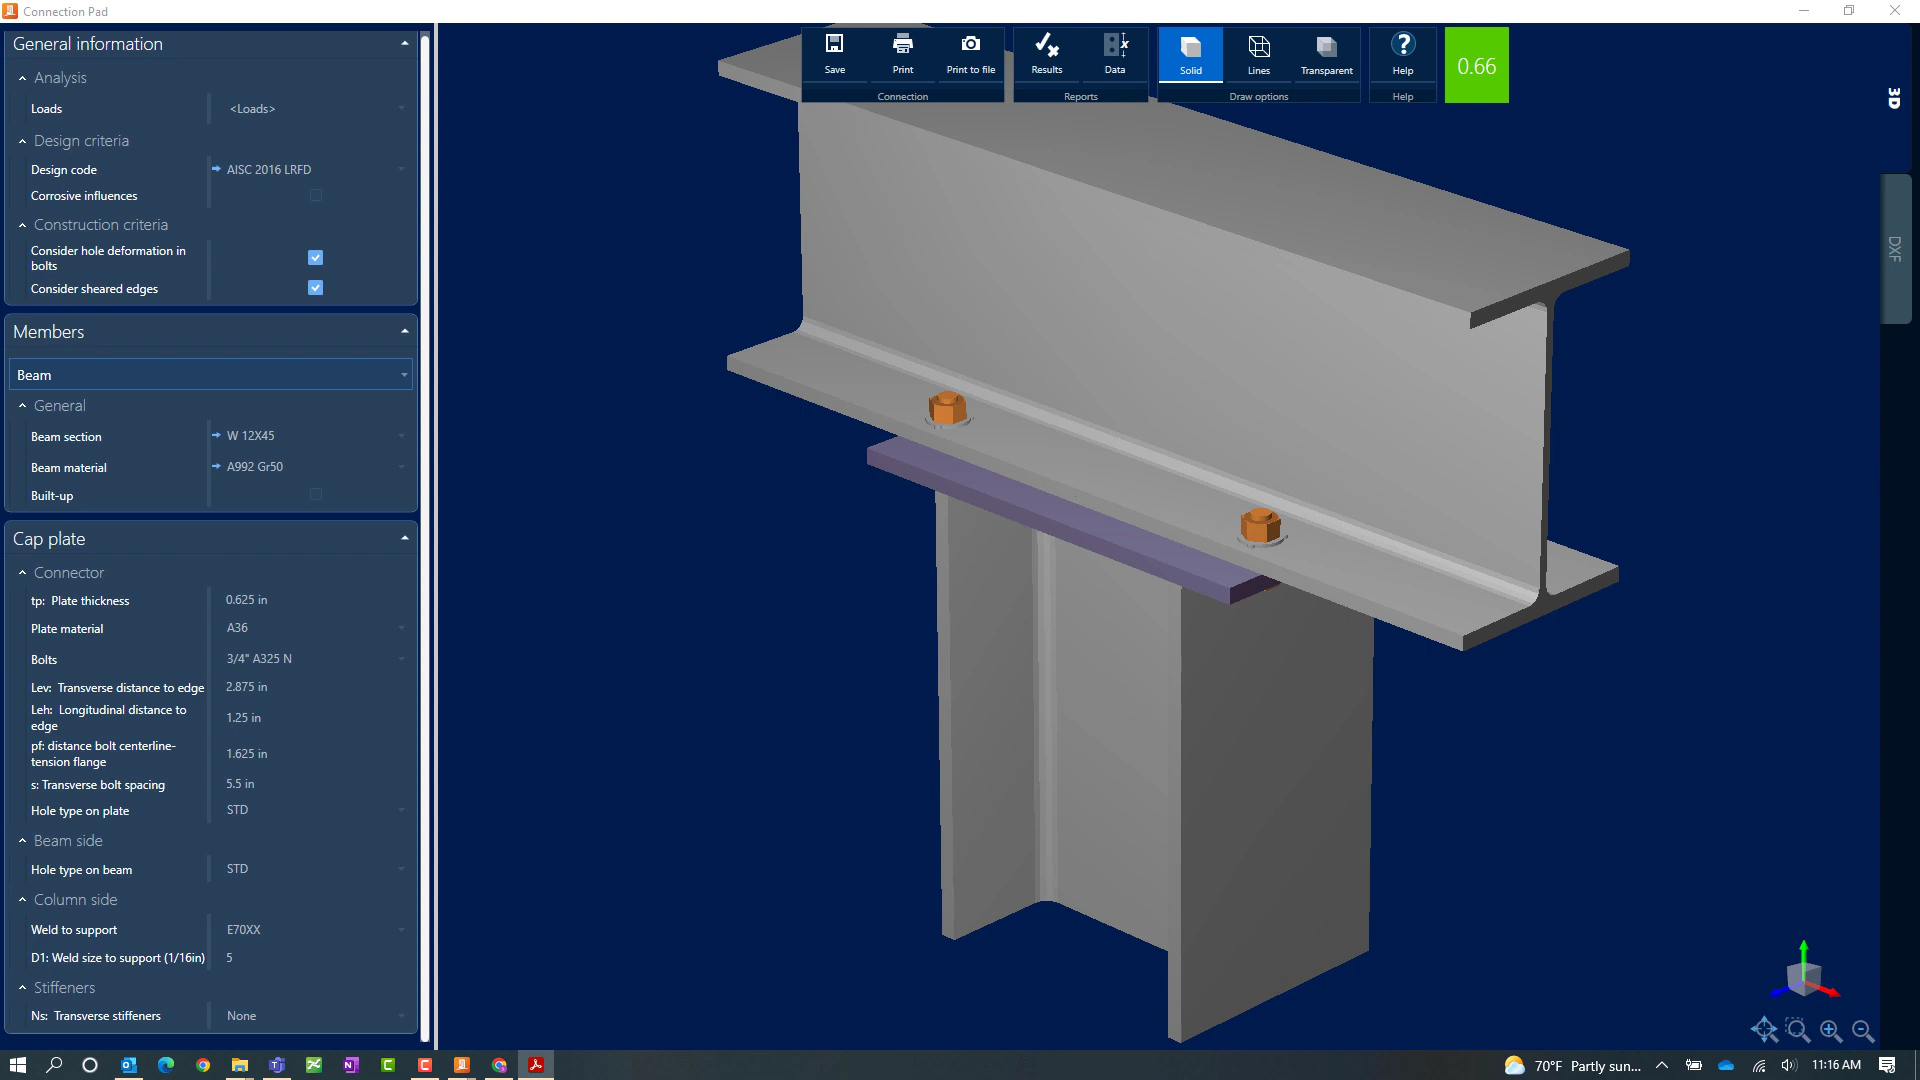 Connection Pad
General information
Analysis
Loads <Loads>
Design criteria
Design code AISC 2016 LRFD
Corrosive influences
Construction criteria
Consider hole deformation in
bolts
Consider sheared edges
Members
Beam
General
Beam section W 12X45
Beam material A992 Gr50
Built-up
Cap plate
Connector
tp: Plate thickness 0.625 in
Plate material A36
Bolts 3/4" A325 N
Lev: Transverse distance to edge 2.875 in
Leh: Longitudinal distance to
edge 1.25 in
pf: distance bolt centerline-
tension flange 1.625 in
s: Transverse bolt spacing 5.5 in
Hole type on plate STD
Beam side
Hole type on beam STD
Column side
Weld to support E70XX
D1: Weld size to support (1/16in) 5
Stiffeners
Ns: Transverse stiffeners None
Save Print Print to file
Connection
Results Data
Reports
Solid Lines Transparent
Draw options
Help
Help
0.66
3D
DXF
70°F Partly sun... 11:16 AM